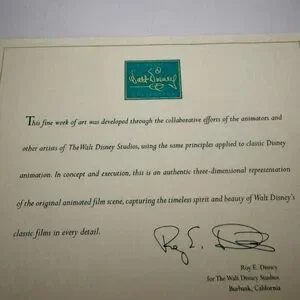 Walt Disney
This fine work of art was developed through the collaborative efforts of the animators
and other artists of The Walt Disney Studios, using the same principles applied to classic Disney
animation. In concept and execution, this is an authentic three-dimensional representation
of the original animated film scene, capturing the timeless spirit and beauty of Walt Disney's
classic films in every detail.
Roy E. Disney
Roy E. Disney
for The Walt Disney Studios
Burbank, California